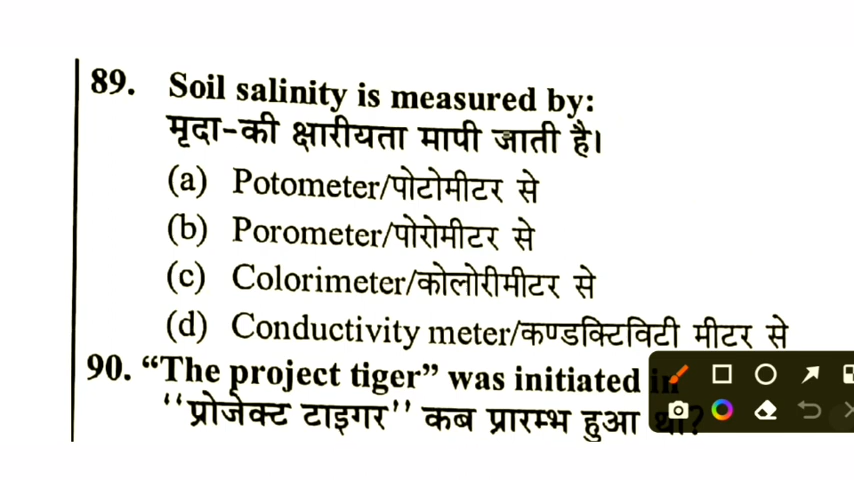 89. Soil salinity is measured by:
मृदा-की क्षारीयता मापी जाती है।
(a) Potometer/पोटोमीटर से
(b) Porometer/पोरोमीटर से
(c) Colorimeter/कोलोरीमीटर से
(d) Conductivity meter/कण्डक्टिविटी मीटर से
90. “The project tiger” was initiated in
‘‘प्रोजेक्ट टाइगर’’ कब प्रारम्भ हुआ था?